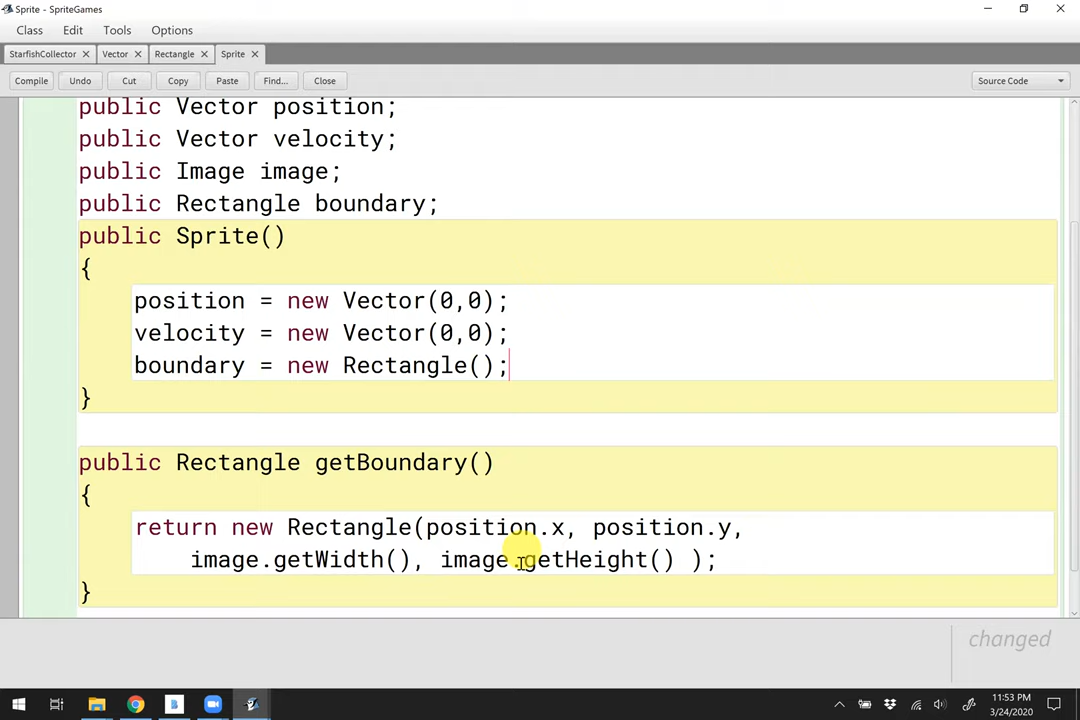 Sprite - SpriteGames
Class Edit Tools Options
StarfishCollector Vector Rectangle Sprite
Compile Undo Cut Copy Paste Find... Close Source Code
public Vector position;
public Vector velocity;
public Image image;
public Rectangle boundary;
public Sprite()
{
position = new Vector(0,0);
velocity = new Vector(0,0);
boundary = new Rectangle();
}
public Rectangle getBoundary()
{
return new Rectangle(position.x, position.y,
image.getWidth(), image.getHeight() );
}
changed
11:53 PM
3/24/2020